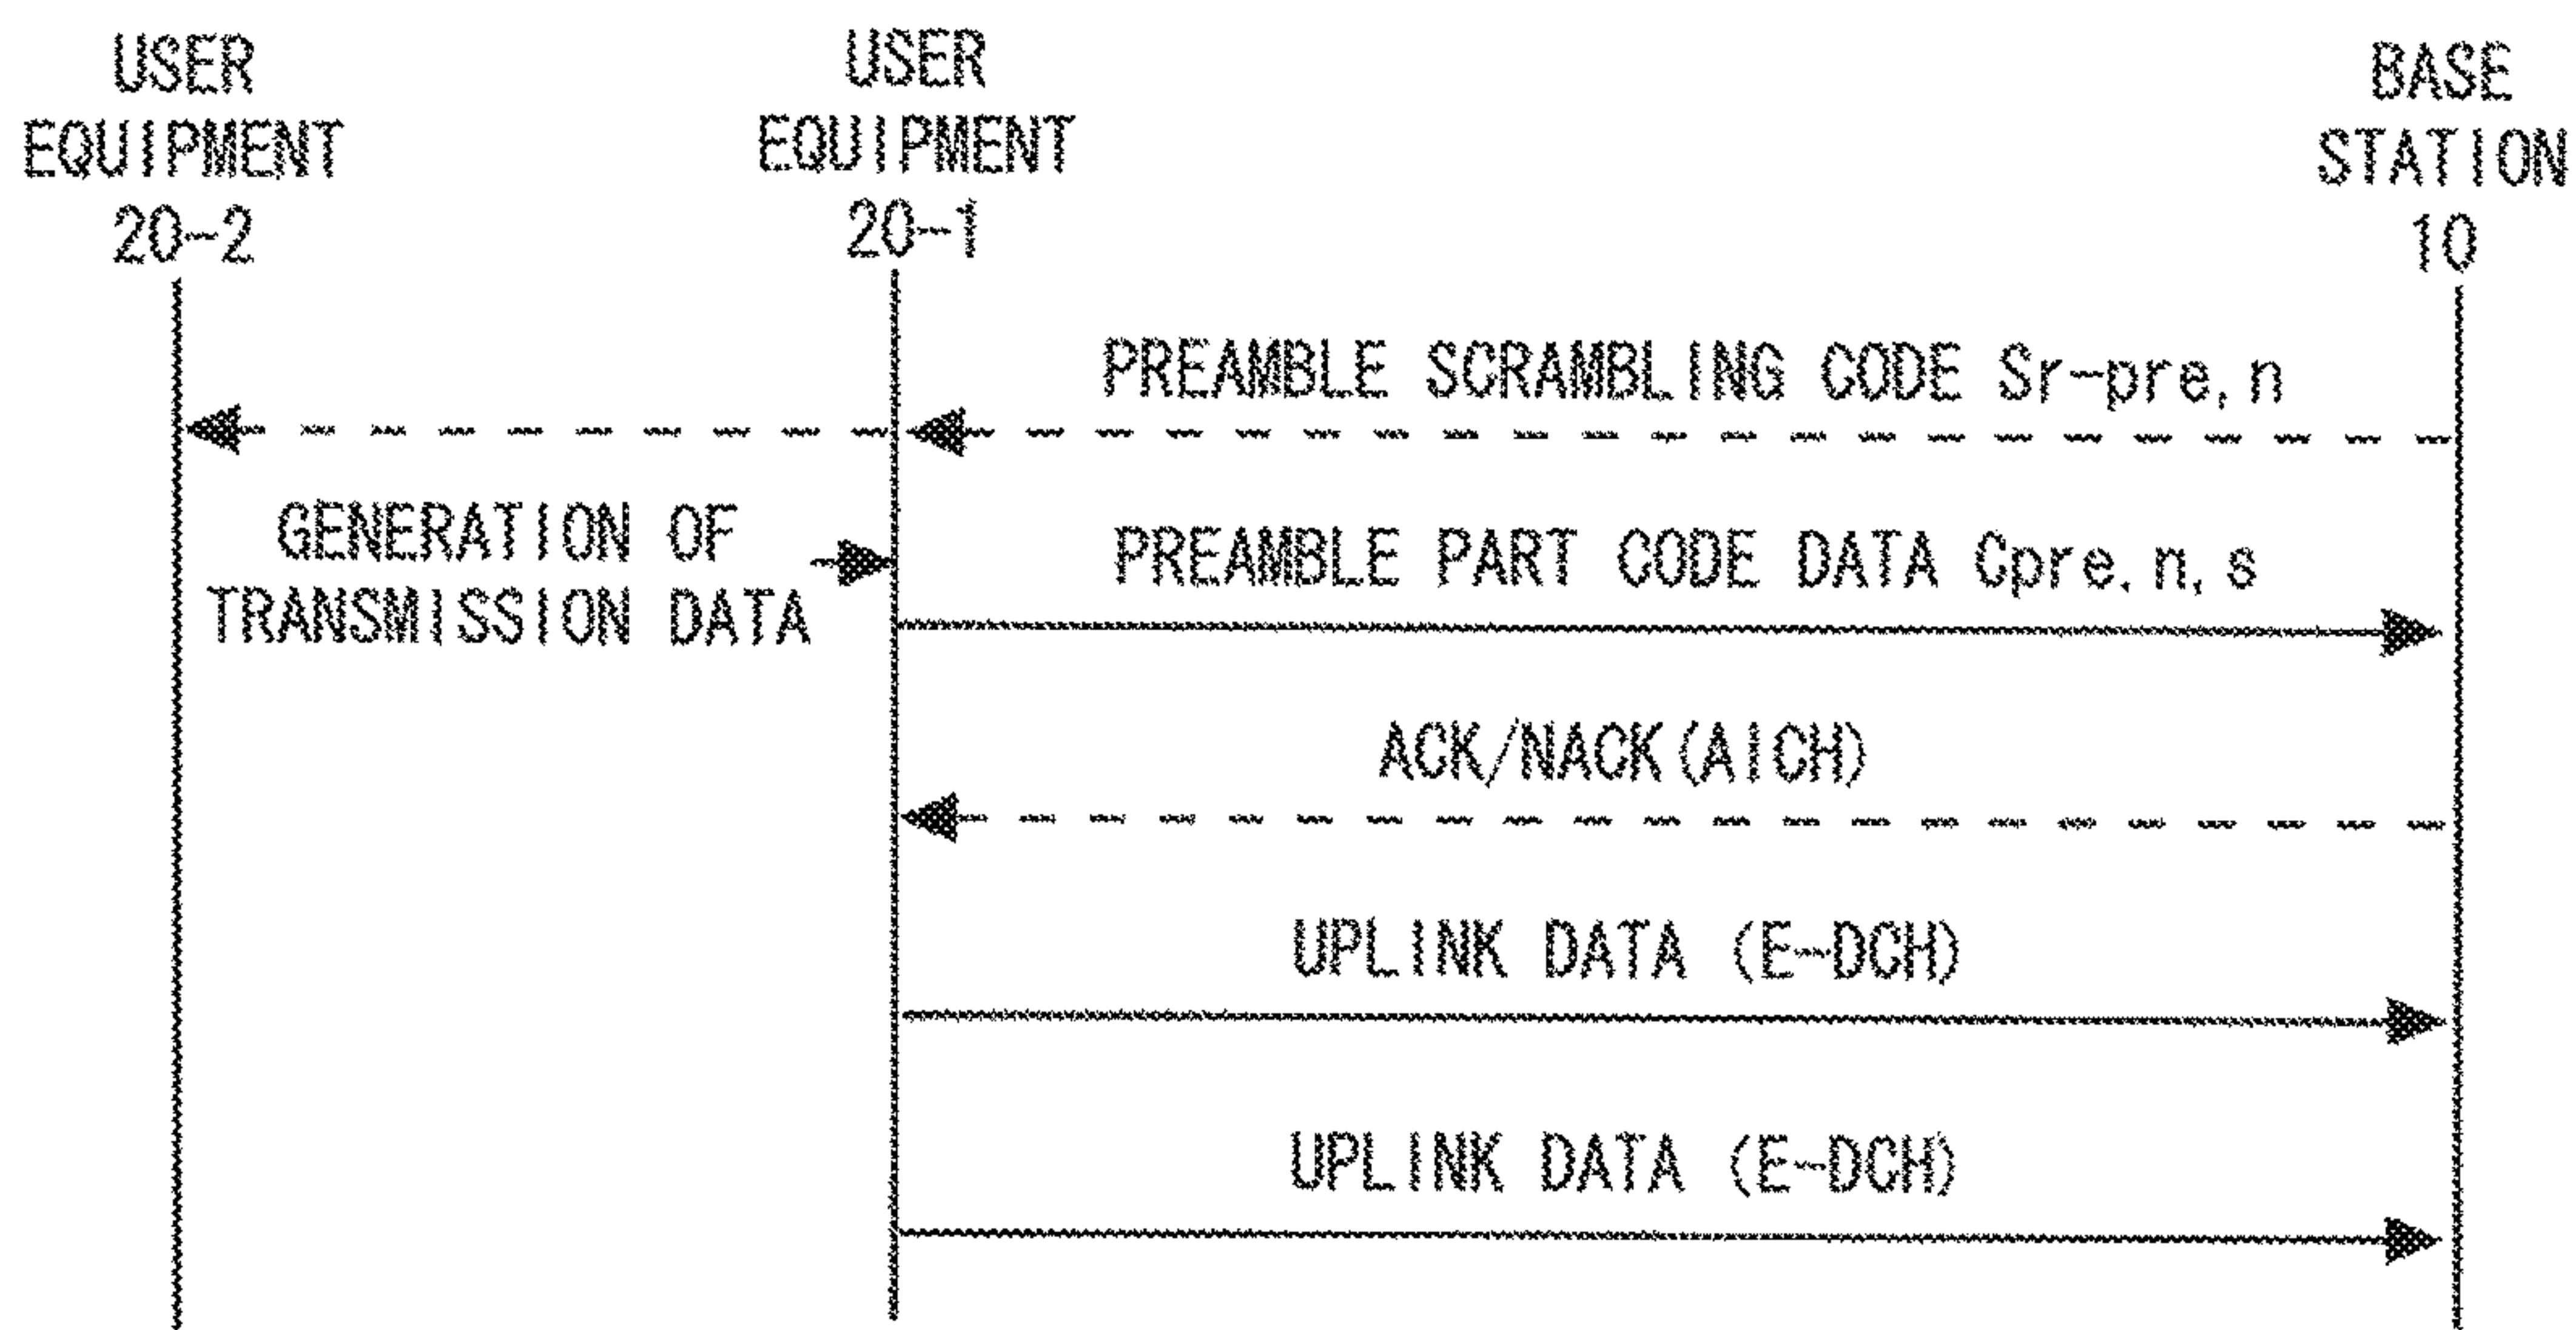 USER
EQUIPMENT
20-2
USER
EQUIPMENT
20-1
BASE
STATION
10
PREAMBLE SCRAMBLING CODE Sr-pre,n
GENERATION OF
TRANSMISSION DATA
PREAMBLE PART CODE DATA Cpre,n,s
ACK/NACK(AICH)
UPLINK DATA (E-DCH)
UPLINK DATA (E-DCH)